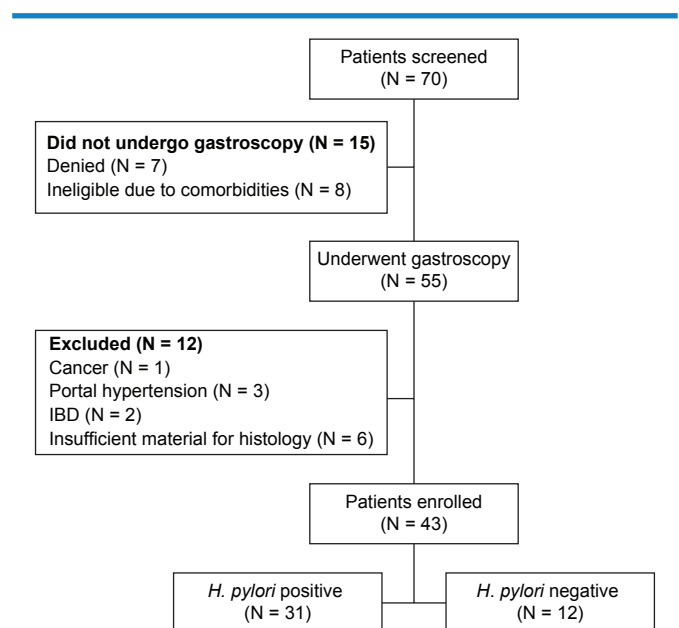 Patients screened
(N = 70)
Did not undergo gastroscopy (N = 15)
Denied (N = 7)
Ineligible due to comorbidities (N = 8)
Underwent gastroscopy
(N = 55)
Excluded (N = 12)
Cancer (N = 1)
Portal hypertension (N = 3)
IBD (N = 2)
Insufficient material for histology (N = 6)
Patients enrolled
(N = 43)
H. pylori positive
(N = 31)
H. pylori negative
(N = 12)